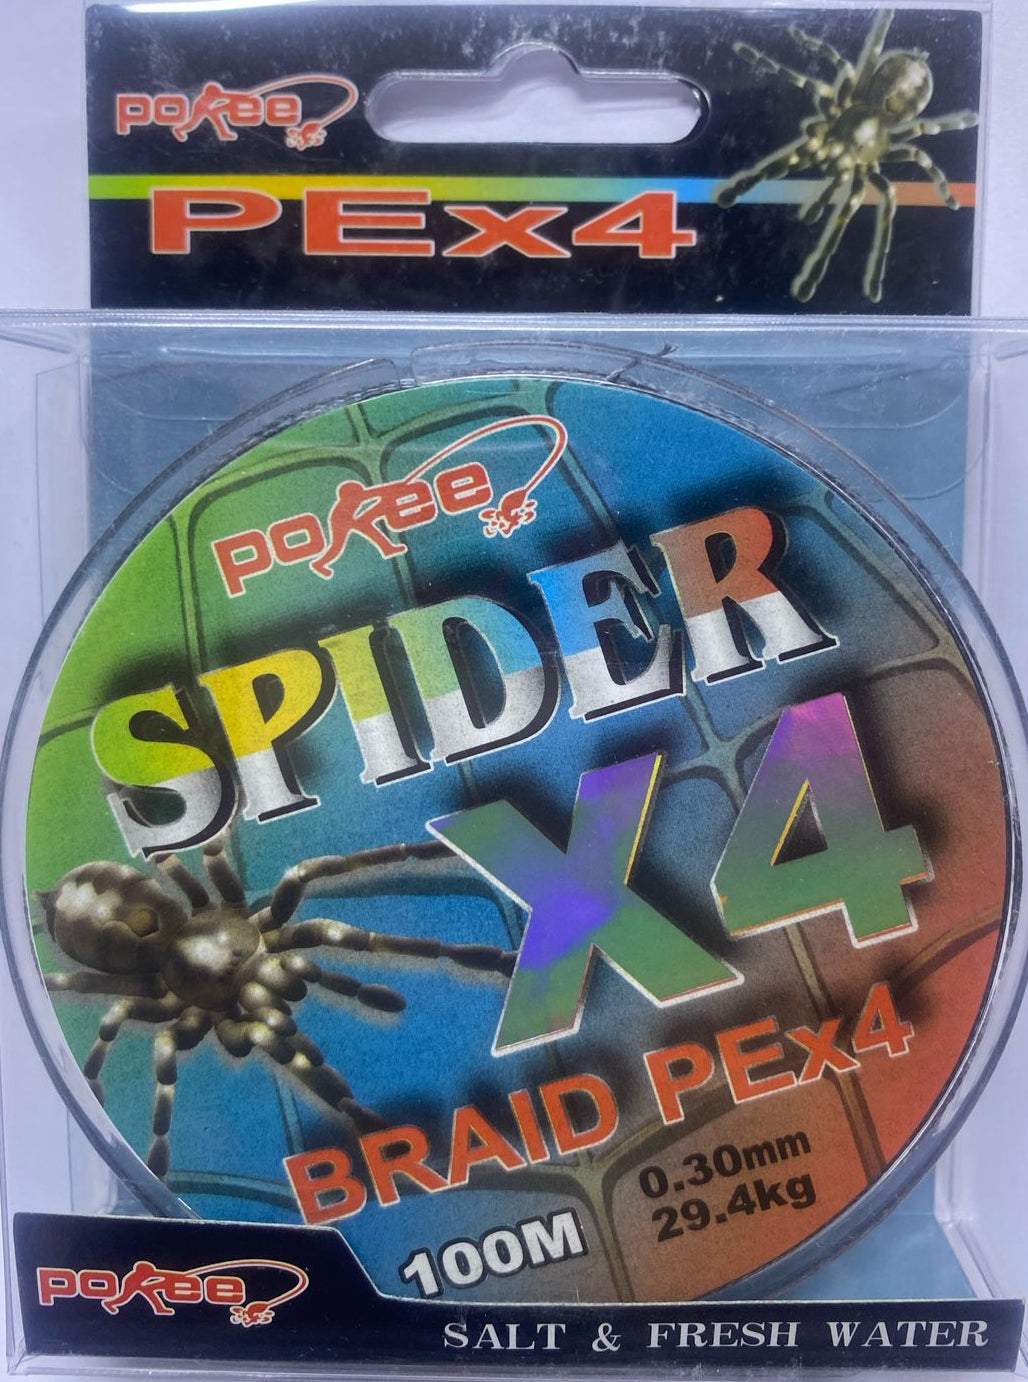 pokee
PEx4
pokee
SPIDER
X4
BRAID PEx4
0.30mm
29.4kg
100M
pokee
SALT & FRESH WATER